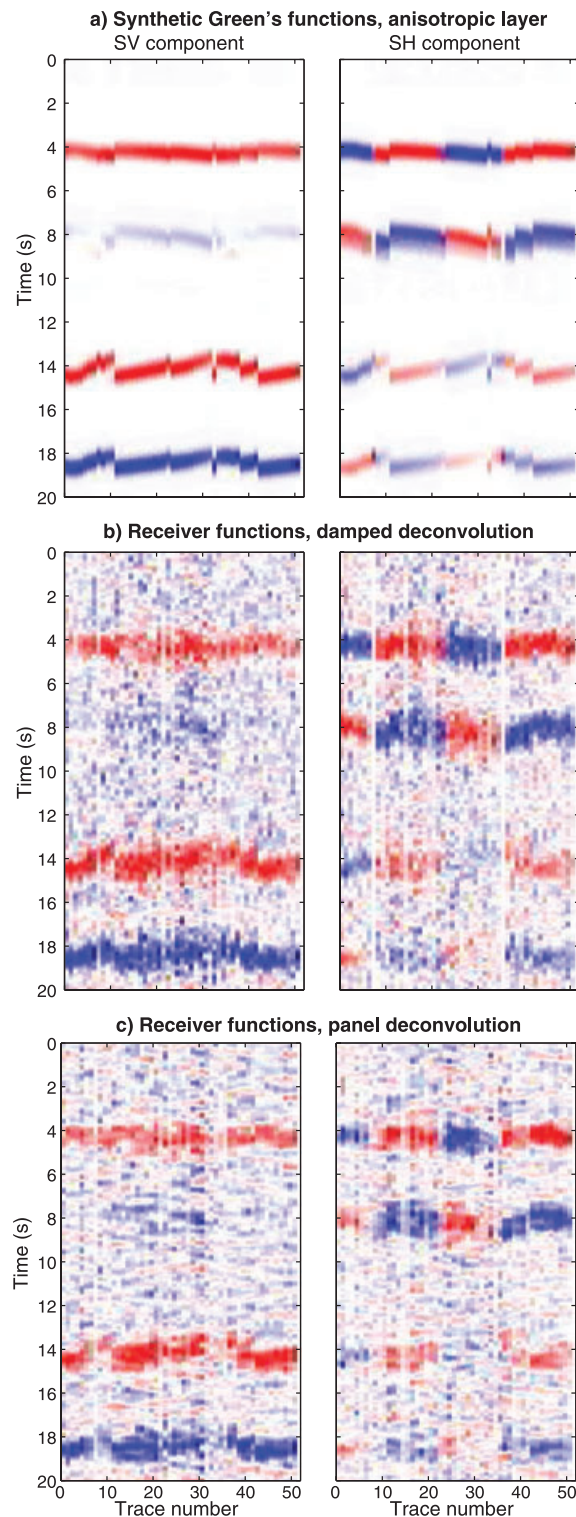 a) Synthetic Green's functions, anisotropic layer
SV component
SH component
0
2
4
6
8
10
12
14
16
18
20
Time (s)
b) Receiver functions, damped deconvolution
0
2
4
6
8
10
12
14
16
18
20
Time (s)
c) Receiver functions, panel deconvolution
0
2
4
6
8
10
12
14
16
18
20
Time (s)
0 10 20 30 40 50
Trace number
0 10 20 30 40 50
Trace number